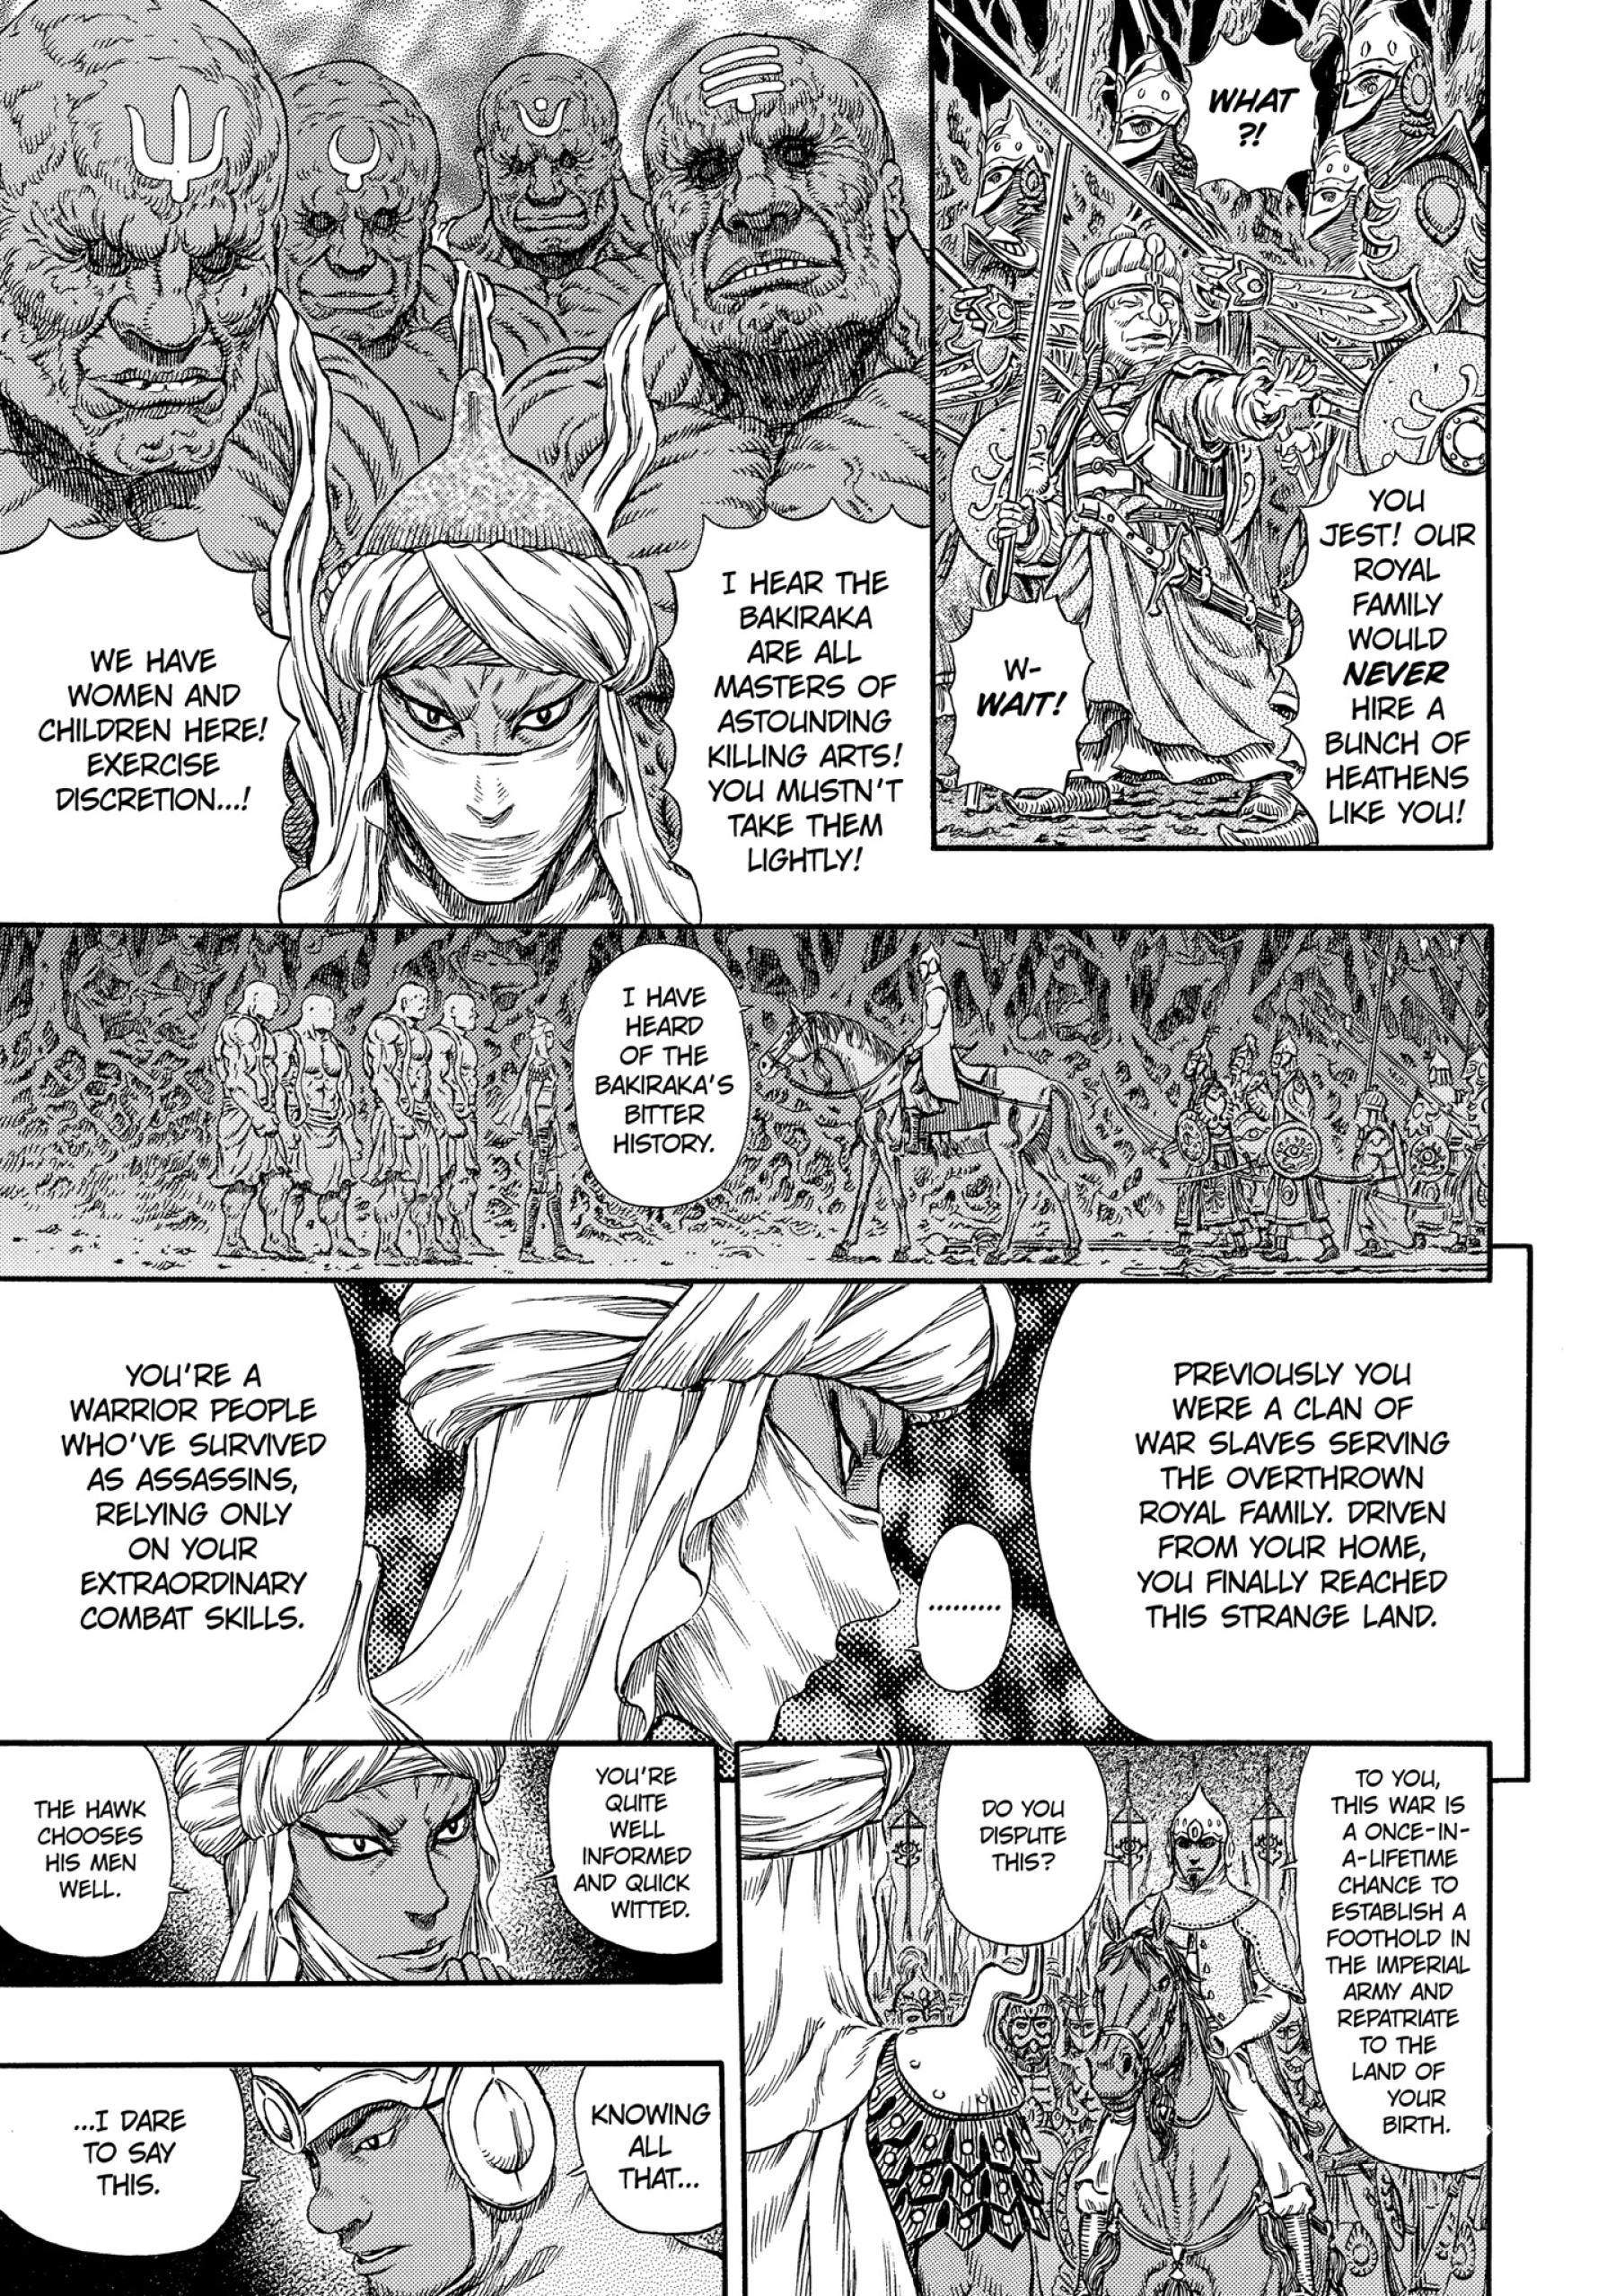 WHAT
?!
YOU
JEST! OUR
ROYAL
FAMILY
WOULD
NEVER
HIRE A
BUNCH OF
HEATHENS
LIKE YOU!
W-
WAIT!
I HEAR THE
BAKIRAKA
ARE ALL
MASTERS OF
ASTOUNDING
KILLING ARTS!
YOU MUSTN'T
TAKE THEM
LIGHTLY!
WE HAVE
WOMEN AND
CHILDREN HERE!
EXERCISE
DISCRETION...!
I HAVE
HEARD
OF THE
BAKIRAKA'S
BITTER
HISTORY.
PREVIOUSLY YOU
WERE A CLAN OF
WAR SLAVES SERVING
THE OVERTHROWN
ROYAL FAMILY. DRIVEN
FROM YOUR HOME,
YOU FINALLY REACHED
THIS STRANGE LAND.
.........
YOU'RE A
WARRIOR PEOPLE
WHO'VE SURVIVED
AS ASSASSINS,
RELYING ONLY
ON YOUR
EXTRAORDINARY
COMBAT SKILLS.
TO YOU,
THIS WAR IS
A ONCE-IN-
A-LIFETIME
CHANCE TO
ESTABLISH A
FOOTHOLD IN
THE IMPERIAL
ARMY AND
REPATRIATE
TO THE
LAND OF
YOUR
BIRTH.
DO YOU
DISPUTE
THIS?
YOU'RE
QUITE
WELL
INFORMED
AND QUICK
WITTED.
THE HAWK
CHOOSES
HIS MEN
WELL.
KNOWING
ALL
THAT...
...I DARE
TO SAY
THIS.